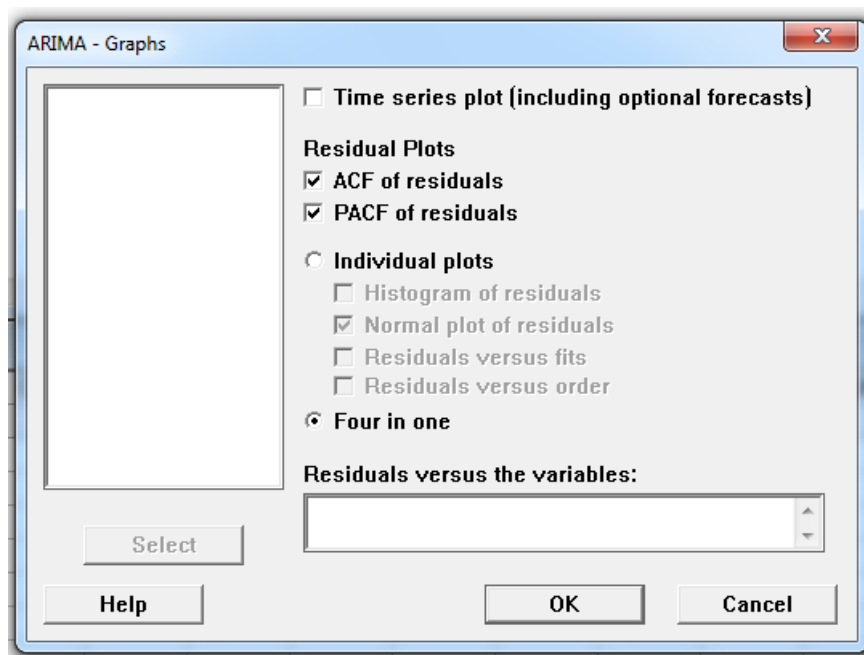 ARIMA - Graphs
Time series plot (including optional forecasts)
Residual Plots
ACF of residuals
PACF of residuals
Individual plots
Histogram of residuals
Normal plot of residuals
Residuals versus fits
Residuals versus order
Four in one
Residuals versus the variables:
Select
Help
OK
Cancel